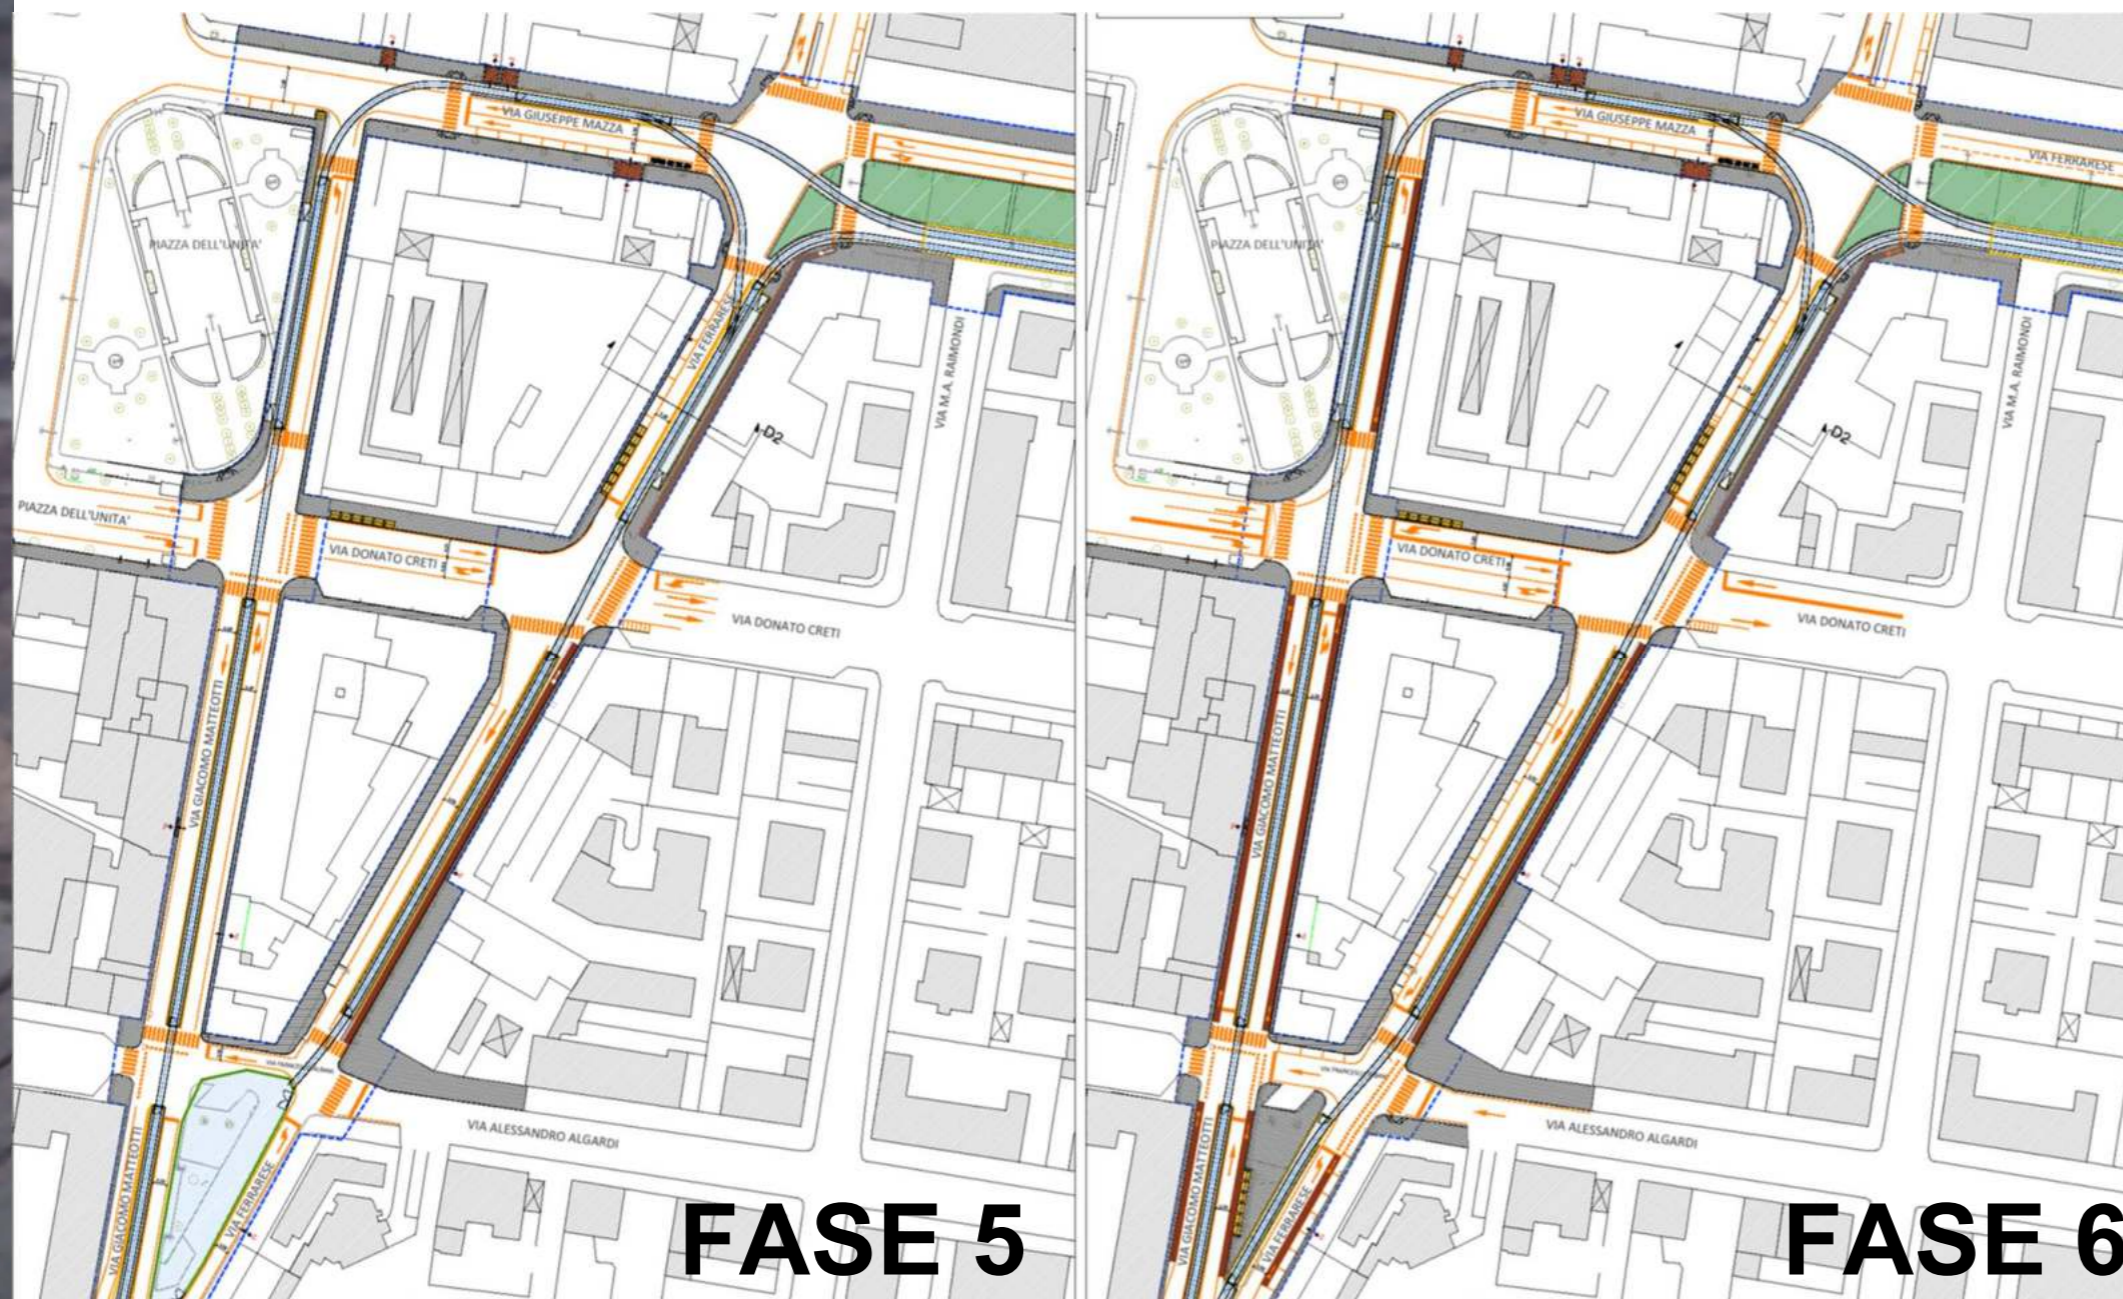 VIA GIUSEPPE MAZZA
PIAZZA DELL'UNITA'
VIA FERRARESE
VIA M.A. RAIMONDI
D2
PIAZZA DELL'UNITA'
VIA DONATO CRETI
VIA DONATO CRETI
VIA GIACOMO MATTEOTTI
VIA ALESSANDRO ALGARDI
VIA GIACOMO MATTEOTTI
VIA FERRARESE
FASE 5
VIA GIUSEPPE MAZZA
VIA FERRARESE
PIAZZA DELL'UNITA'
VIA M.A. RAIMONDI
D2
VIA DONATO CRETI
VIA DONATO CRETI
VIA GIACOMO MATTEOTTI
VIA ALESSANDRO ALGARDI
VIA GIACOMO MATTEOTTI
VIA FERRARESE
FASE 6